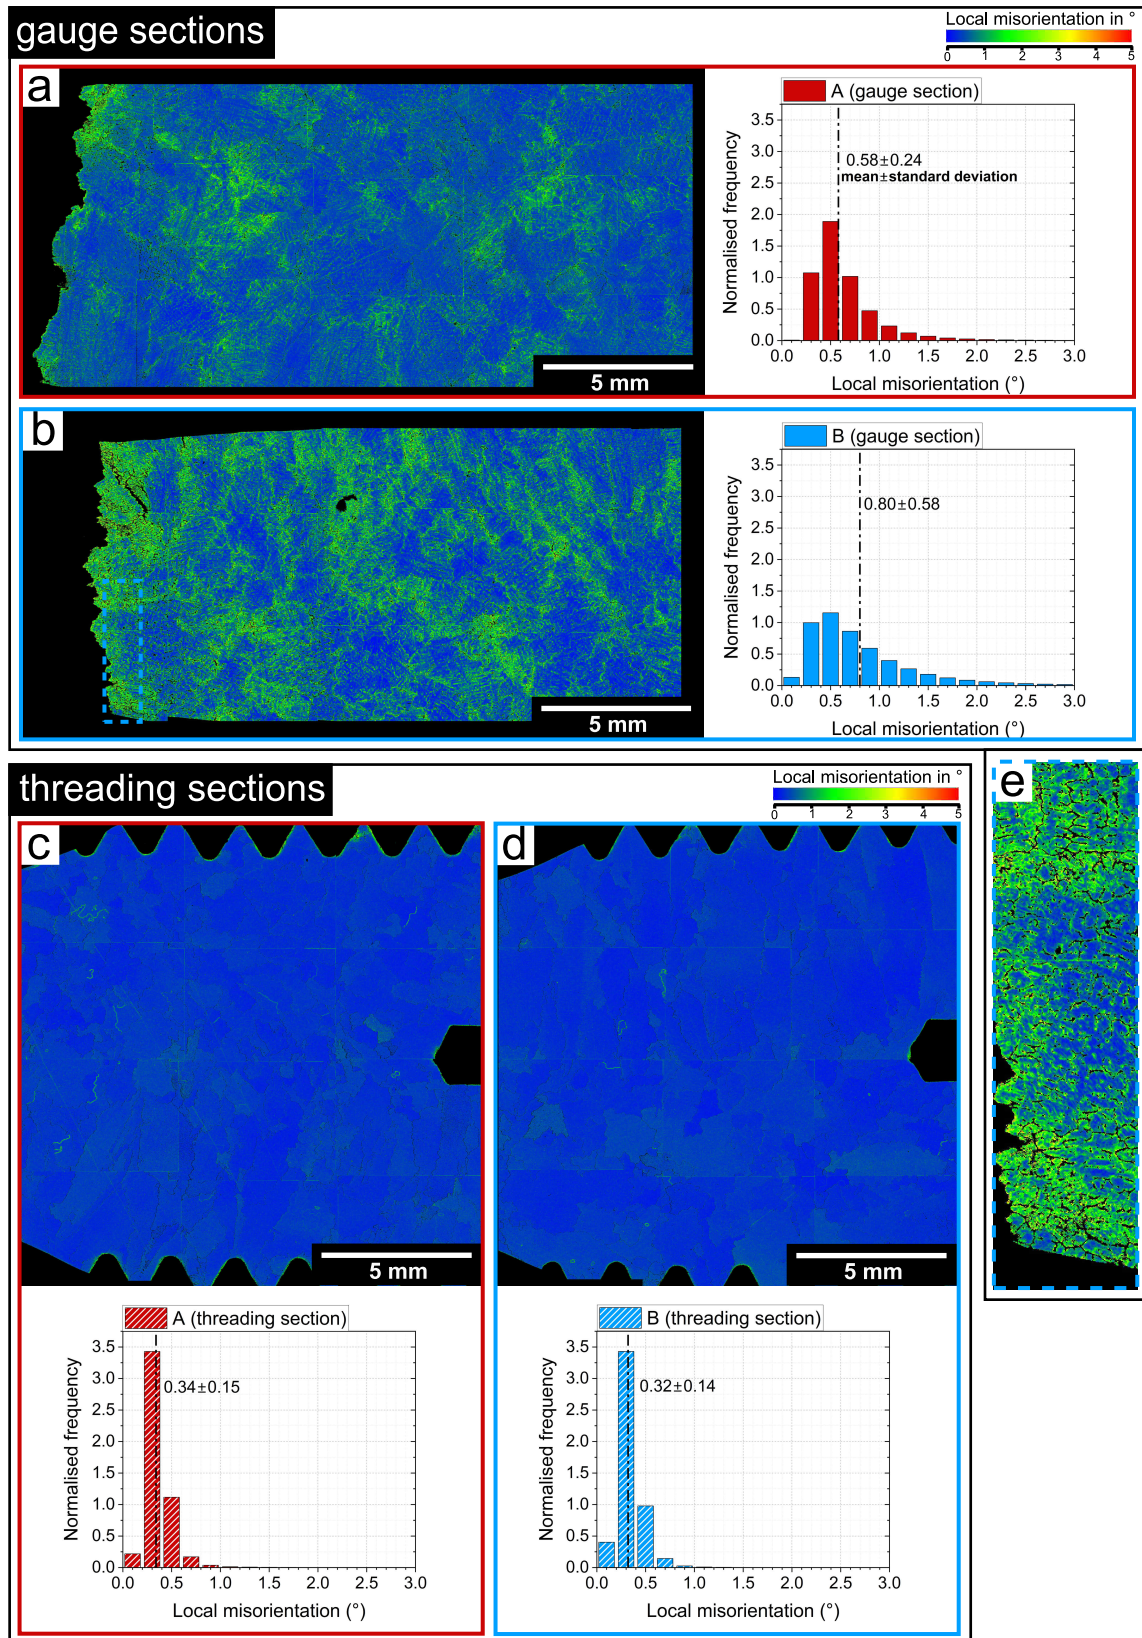 gauge sections
Local misorientation in °
0 1 2 3 4 5
a
5 mm
A (gauge section)
Normalised frequency
3.5
3.0
2.5
2.0
1.5
1.0
0.5
0.0
0.58±0.24
mean±standard deviation
0.0 0.5 1.0 1.5 2.0 2.5 3.0
Local misorientation (°)
b
5 mm
B (gauge section)
Normalised frequency
3.5
3.0
2.5
2.0
1.5
1.0
0.5
0.0
0.80±0.58
0.0 0.5 1.0 1.5 2.0 2.5 3.0
Local misorientation (°)
threading sections
Local misorientation in °
0 1 2 3 4 5
c
5 mm
A (threading section)
Normalised frequency
3.5
3.0
2.5
2.0
1.5
1.0
0.5
0.0
0.34±0.15
0.0 0.5 1.0 1.5 2.0 2.5 3.0
Local misorientation (°)
d
5 mm
B (threading section)
Normalised frequency
3.5
3.0
2.5
2.0
1.5
1.0
0.5
0.0
0.32±0.14
0.0 0.5 1.0 1.5 2.0 2.5 3.0
Local misorientation (°)
e